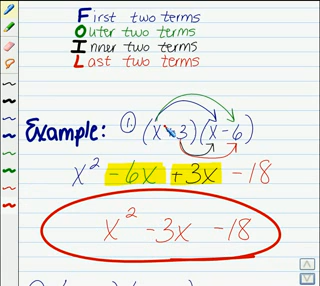 First two terms
Outer two terms
Inner two terms
Last two terms
Example: 1. (x + 3)(x - 6)
x² - 6x + 3x - 18
x² - 3x - 18